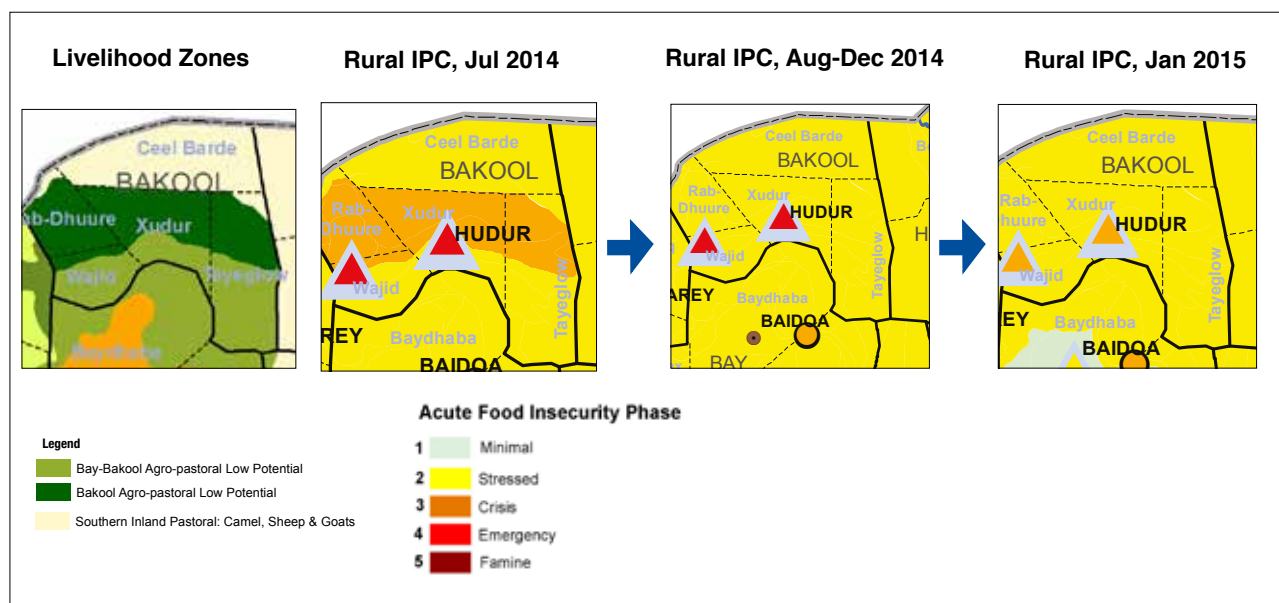 Livelihood Zones
Rural IPC, Jul 2014
Rural IPC, Aug-Dec 2014
Rural IPC, Jan 2015
Ceel Barde
BAKOOL
ab-Dhuure
Xudur
Wajid
Tayeglow
Baydhaba
Ceel Barde
BAKOOL
Rab-
Dhuure
Xudur
HUDUR
Wajid
Tayeglow
REY
Baydhaba
BAIDOA
Ceel Barde
BAKOOL
Rab-
Dhuure
Xudur
HUDUR
Wajid
AREY
Baydhaba
Tayeglow
BAIDOA
BAY
H
Ceel Barde
BAKOOL
Rab-
huure
Xudur
HUDUR
Wajid
EY
Baydhaba
Tayeglow
BAIDOA
Acute Food Insecurity Phase
1 Minimal
2 Stressed
3 Crisis
4 Emergency
5 Famine
Legend
Bay-Bakool Agro-pastoral Low Potential
Bakool Agro-pastoral Low Potential
Southern Inland Pastoral: Camel, Sheep & Goats